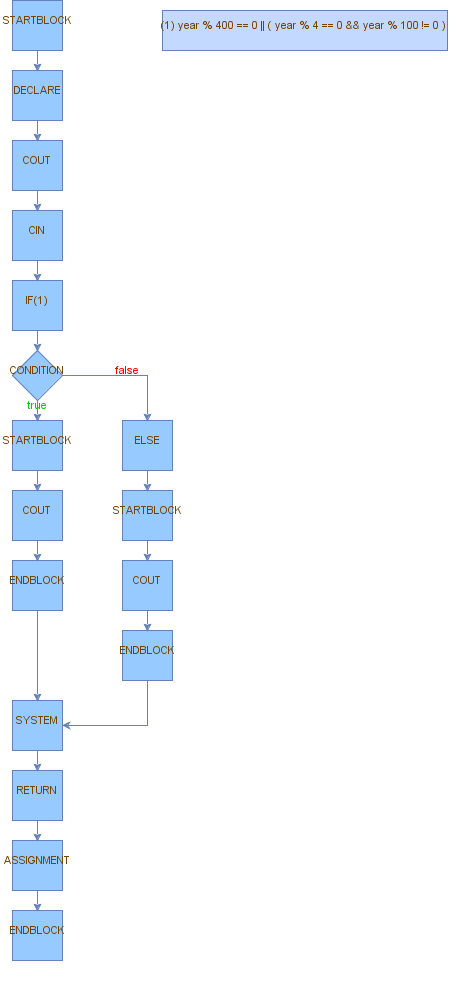 STARTBLOCK
(1) year % 400 == 0 || ( year % 4 == 0 && year % 100 != 0 )
DECLARE
COUT
CIN
IF(1)
CONDITION
false
true
STARTBLOCK
ELSE
COUT
STARTBLOCK
ENDBLOCK
COUT
ENDBLOCK
SYSTEM
RETURN
ASSIGNMENT
ENDBLOCK